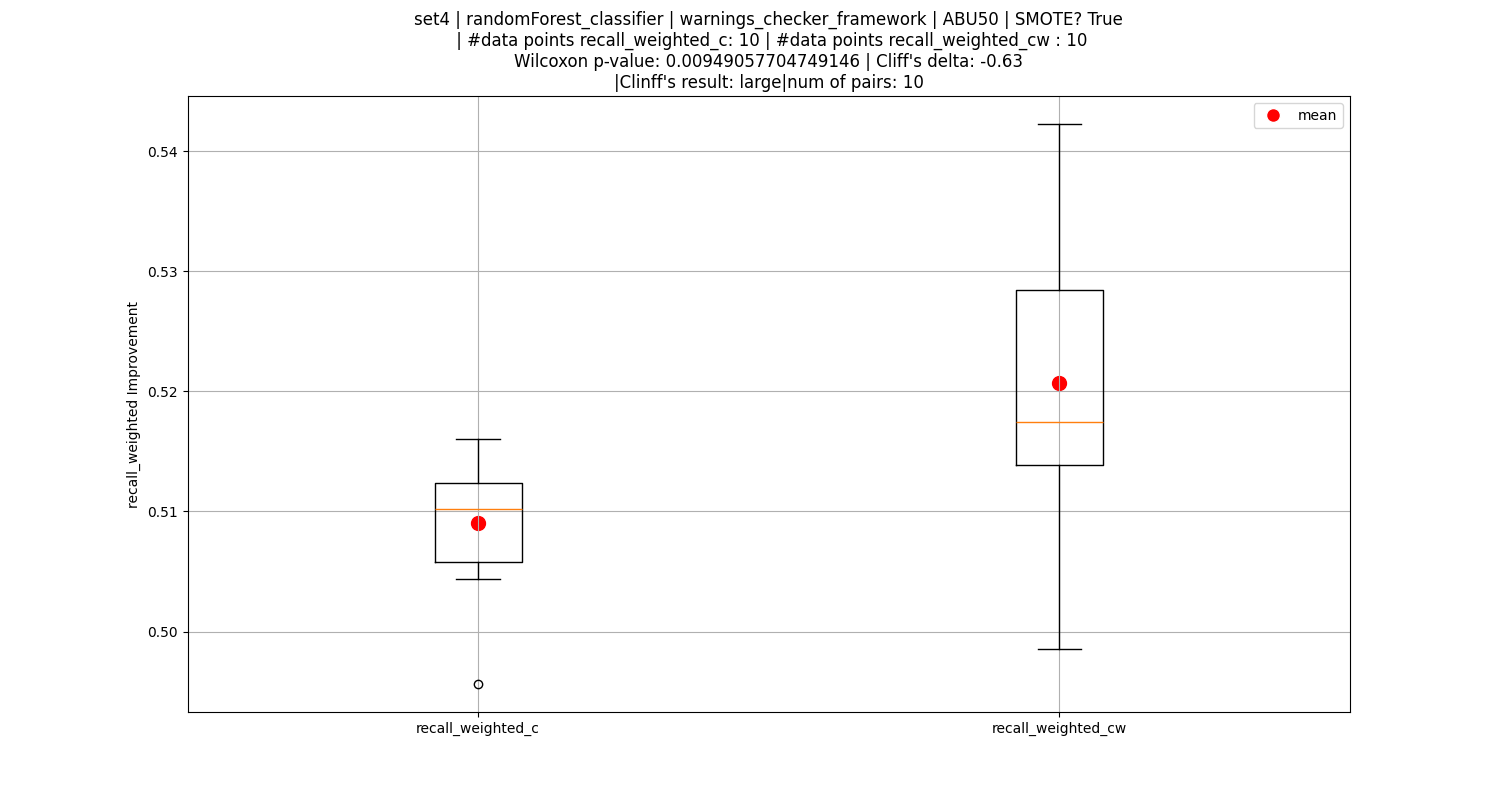 set4 | randomForest_classifier | warnings_checker_framework | ABU50 | SMOTE? True
| #data points recall_weighted_c: 10 | #data points recall_weighted_cw : 10
Wilcoxon p-value: 0.00949057704749146 | Cliff's delta: -0.63
|Clinff's result: large|num of pairs: 10
mean
0.54
0.53
0.52
0.51
0.50
recall_weighted Improvement
recall_weighted_c
recall_weighted_cw